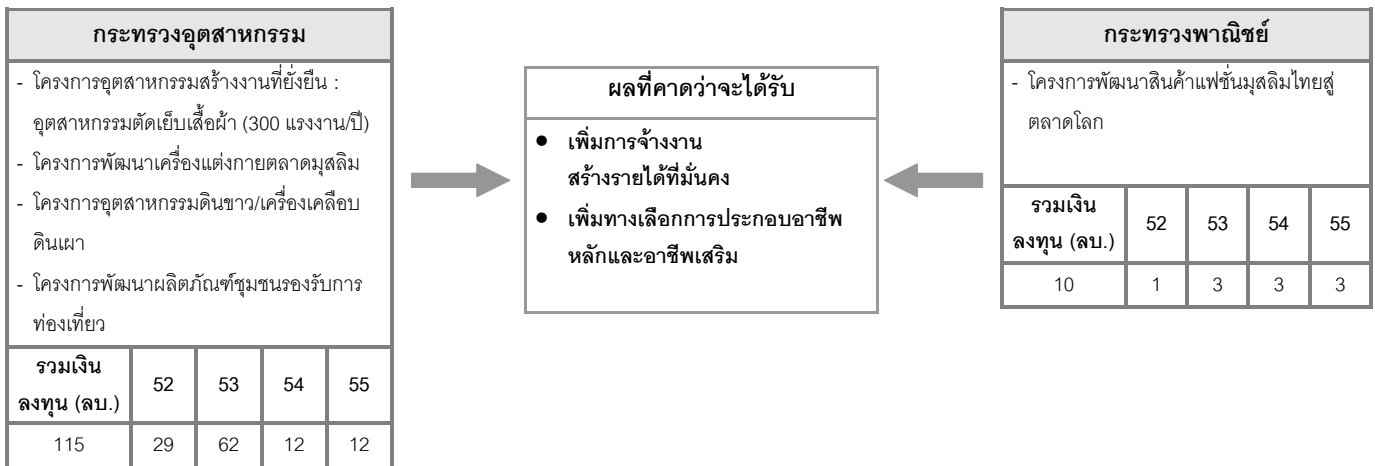 กระทรวงอุตสาหกรรม
- โครงการอุตสาหกรรมสร้างงานที่ยั่งยืน :
อุตสาหกรรมตัดเย็บเสื้อผ้า (300 แรงงาน/ปี)
- โครงการพัฒนาเครื่องแต่งกายตลาดมุสลิม
- โครงการอุตสาหกรรมดินขาว/เครื่องเคลือบ
ดินเผา
- โครงการพัฒนาผลิตภัณฑ์ชุมชนรองรับการ
ท่องเที่ยว
รวมเงิน
ลงทุน (ลบ.) 52 53 54 55
115 29 62 12 12
ผลที่คาดว่าจะได้รับ
• เพิ่มการจ้างงาน
สร้างรายได้ที่มั่นคง
• เพิ่มทางเลือกการประกอบอาชีพ
หลักและอาชีพเสริม
กระทรวงพาณิชย์
- โครงการพัฒนาสินค้าแฟชั่นมุสลิมไทยสู่
ตลาดโลก
รวมเงิน
ลงทุน (ลบ.) 52 53 54 55
10 1 3 3 3